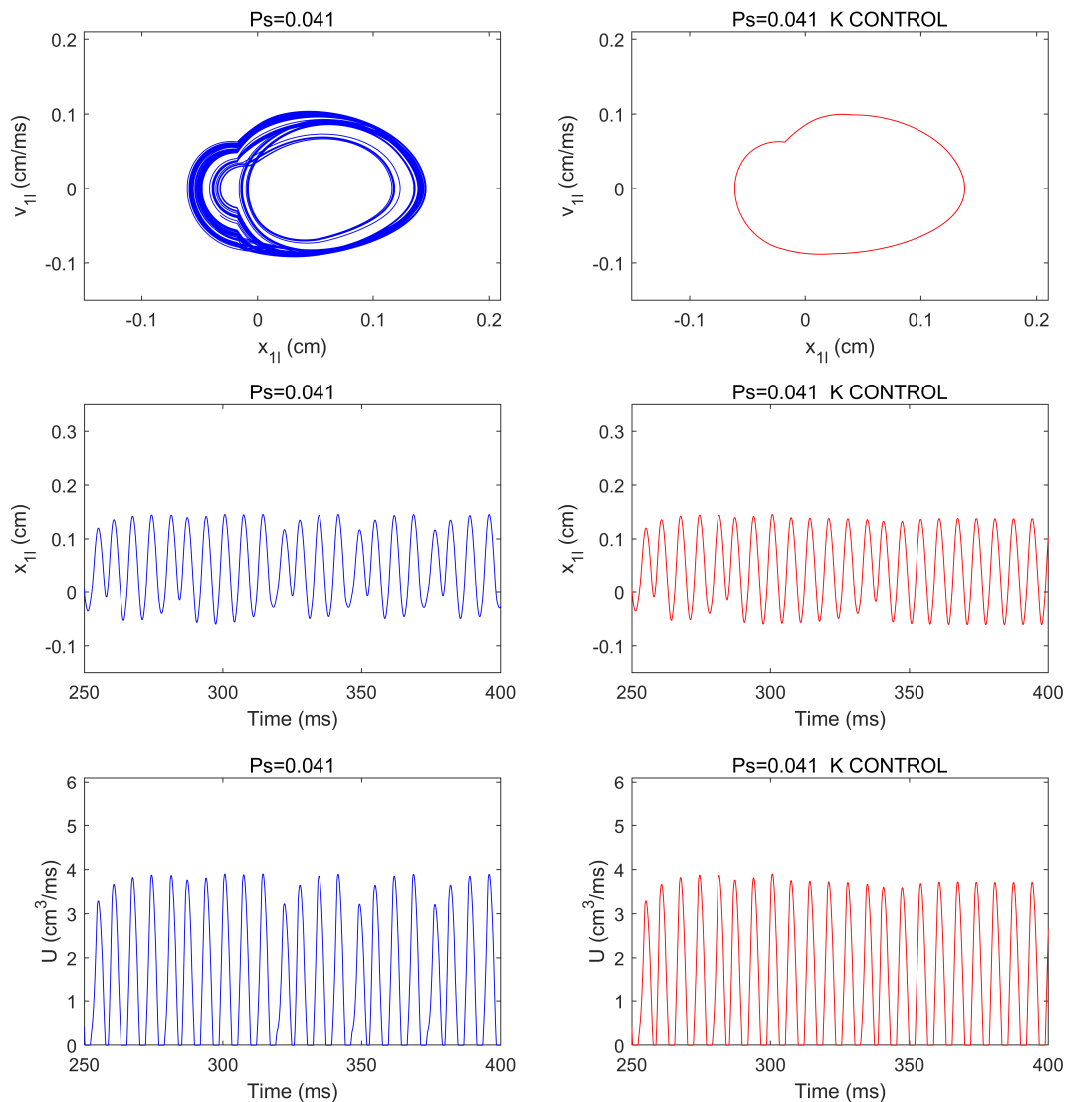 Ps=0.041
0.2
0.1
0
-0.1
v1l (cm/ms)
-0.1 0 0.1 0.2
x1l (cm)
Ps=0.041 K CONTROL
0.2
0.1
0
-0.1
v1l (cm/ms)
-0.1 0 0.1 0.2
x1l (cm)
Ps=0.041
0.3
0.2
0.1
0
-0.1
x1l (cm)
250 300 350 400
Time (ms)
Ps=0.041 K CONTROL
0.3
0.2
0.1
0
-0.1
x1l (cm)
250 300 350 400
Time (ms)
Ps=0.041
6
5
4
3
2
1
0
U (cm³/ms)
250 300 350 400
Time (ms)
Ps=0.041 K CONTROL
6
5
4
3
2
1
0
U (cm³/ms)
250 300 350 400
Time (ms)